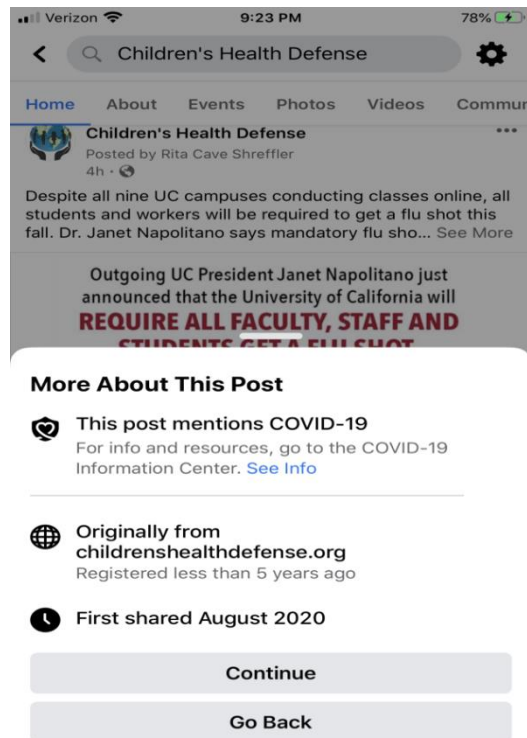 Verizon 9:23 PM 78%
Children's Health Defense
Home About Events Photos Videos Commun
Children's Health Defense
Posted by Rita Cave Shreffler
4h
Despite all nine UC campuses conducting classes online, all
students and workers will be required to get a flu shot this
fall. Dr. Janet Napolitano says mandatory flu sho... See More
Outgoing UC President Janet Napolitano just
announced that the University of California will
REQUIRE ALL FACULTY, STAFF AND
STUDENTS GET A FLU SHOT
More About This Post
This post mentions COVID-19
For info and resources, go to the COVID-19
Information Center. See Info
Originally from
childrenshealthdefense.org
Registered less than 5 years ago
First shared August 2020
Continue
Go Back